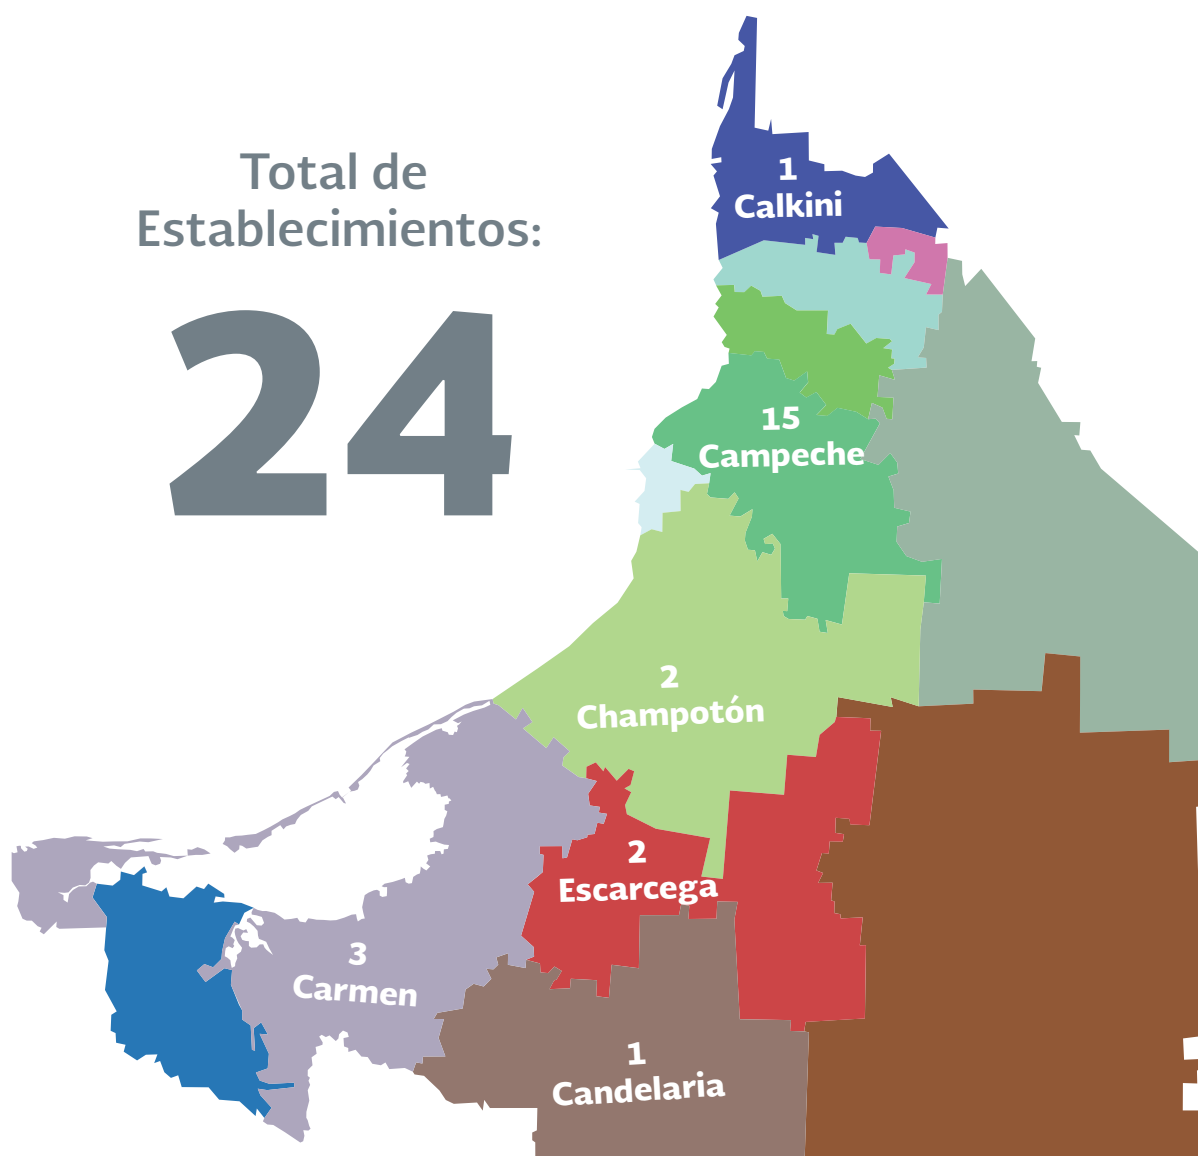 Total de
Establecimientos:
24
1
Calkini
15
Campeche
2
Champotón
2
Escarcega
3
Carmen
1
Candelaria